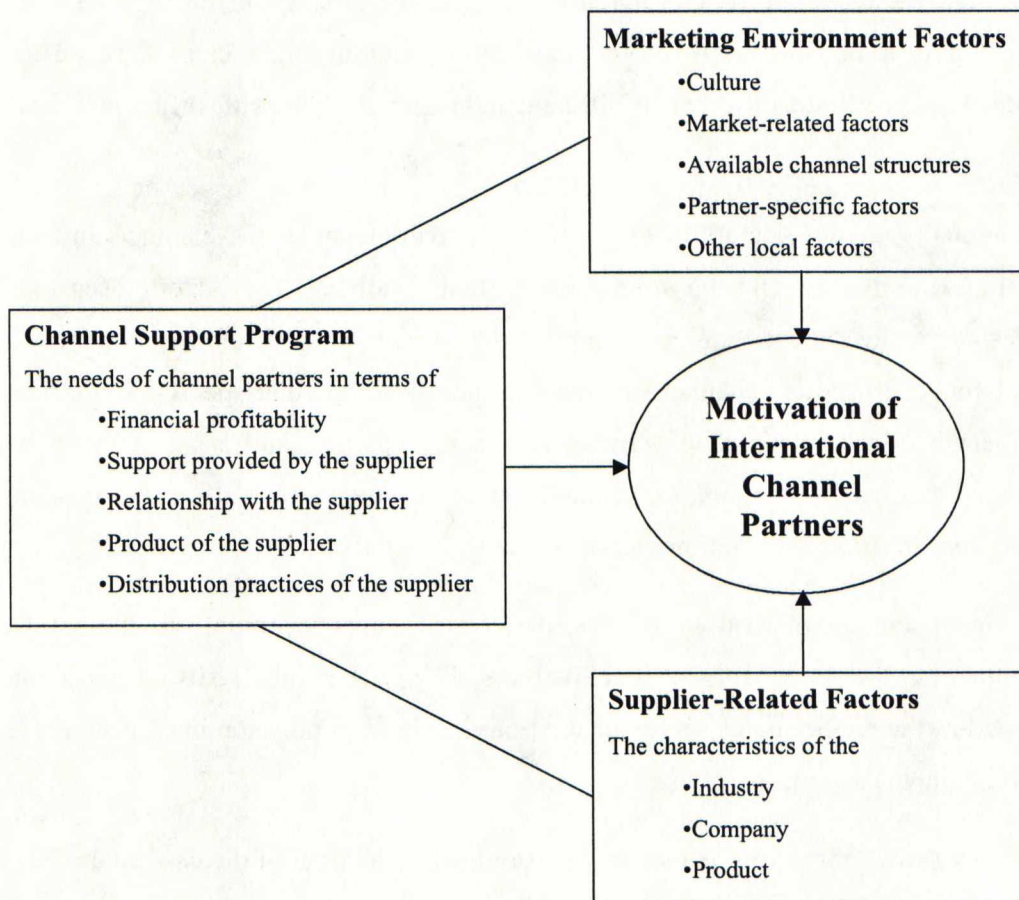 Marketing Environment Factors
•Culture
•Market-related factors
•Available channel structures
•Partner-specific factors
•Other local factors
Channel Support Program
The needs of channel partners in terms of
•Financial profitability
•Support provided by the supplier
•Relationship with the supplier
•Product of the supplier
•Distribution practices of the supplier
Motivation of
International
Channel
Partners
Supplier-Related Factors
The characteristics of the
•Industry
•Company
•Product